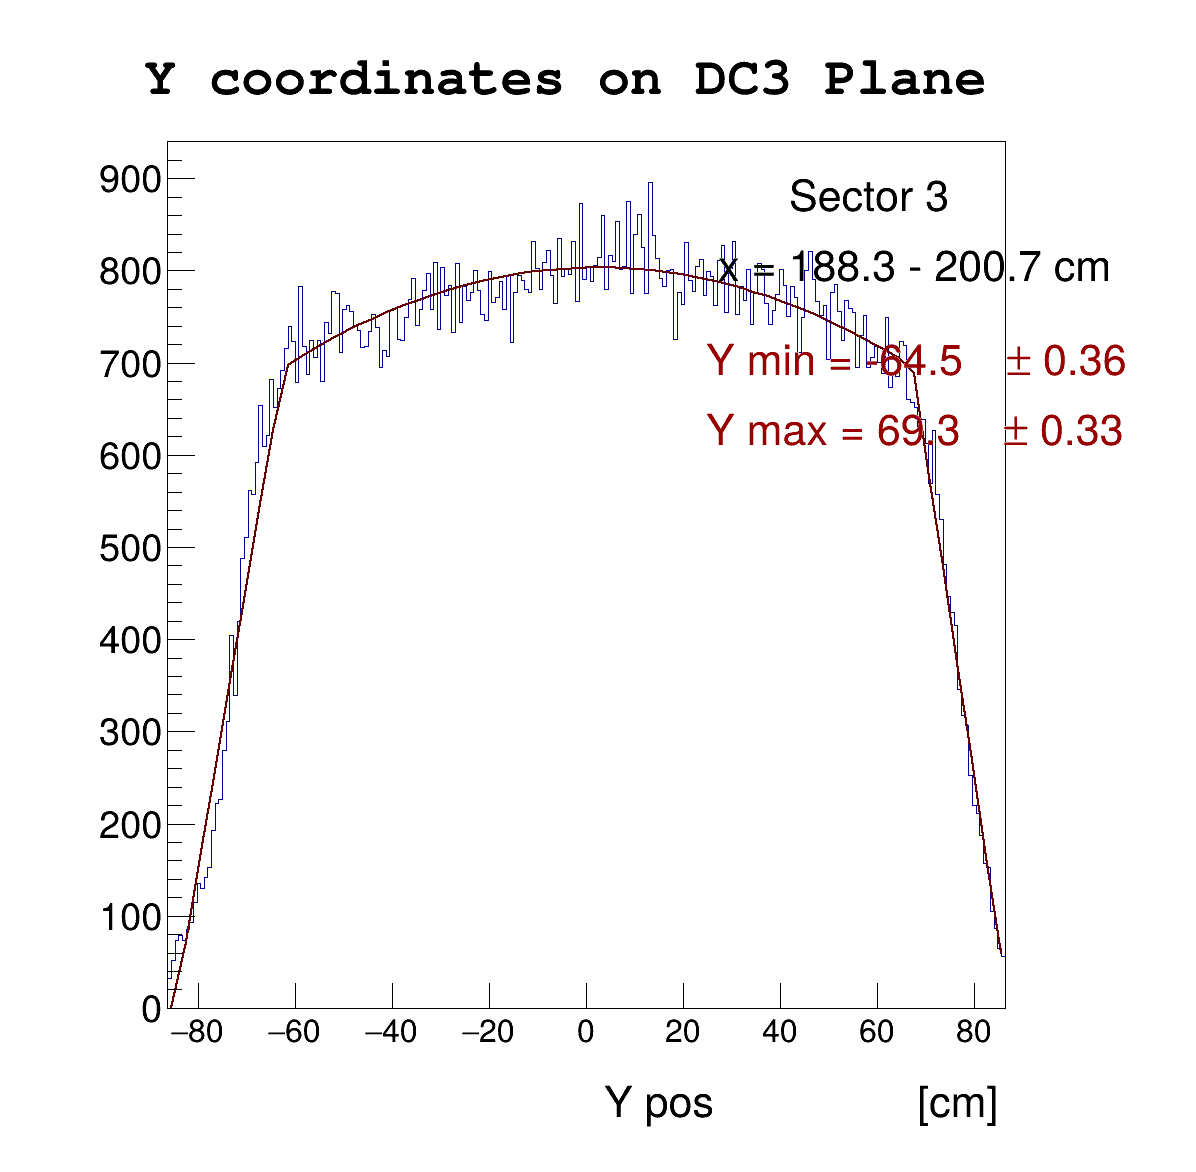 Y coordinates on DC3 Plane
Sector 3
x = 188.3 - 200.7 cm
Y min = -64.5 ± 0.36
Y max = 69.3 ± 0.33
900
800
700
600
500
400
300
200
100
0
−80 −60 −40 −20 0 20 40 60 80
Y pos [cm]